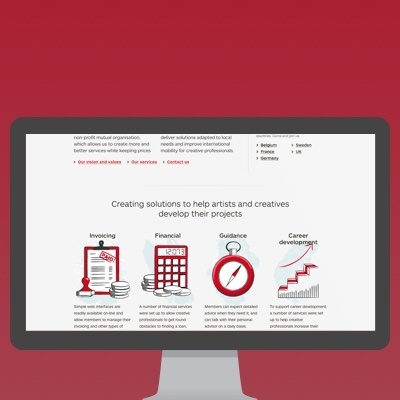 non-profit mutual organisation,
which allows us to create more and
better services while keeping prices
Our vision and values
Our services
deliver solutions adapted to local
needs and improve international
mobility for creative professionals.
Contact us
Belgium
France
Germany
Sweden
UK
Creating solutions to help artists and creatives
develop their projects
Invoicing
PAID
Simple web interfaces are
readily available on-line and
allow members to manage their
invoicing and other types of
Financial
12073
A number of financial services
were set up to allow creative
professionals to get round
obstacles to finding a loan,
Guidance
Members can expect detailed
advice when they need it, and
can talk with their personal
advisor on a daily basis.
Career
development
To support career development,
a number of services were set
up to help creative
professionals increase their